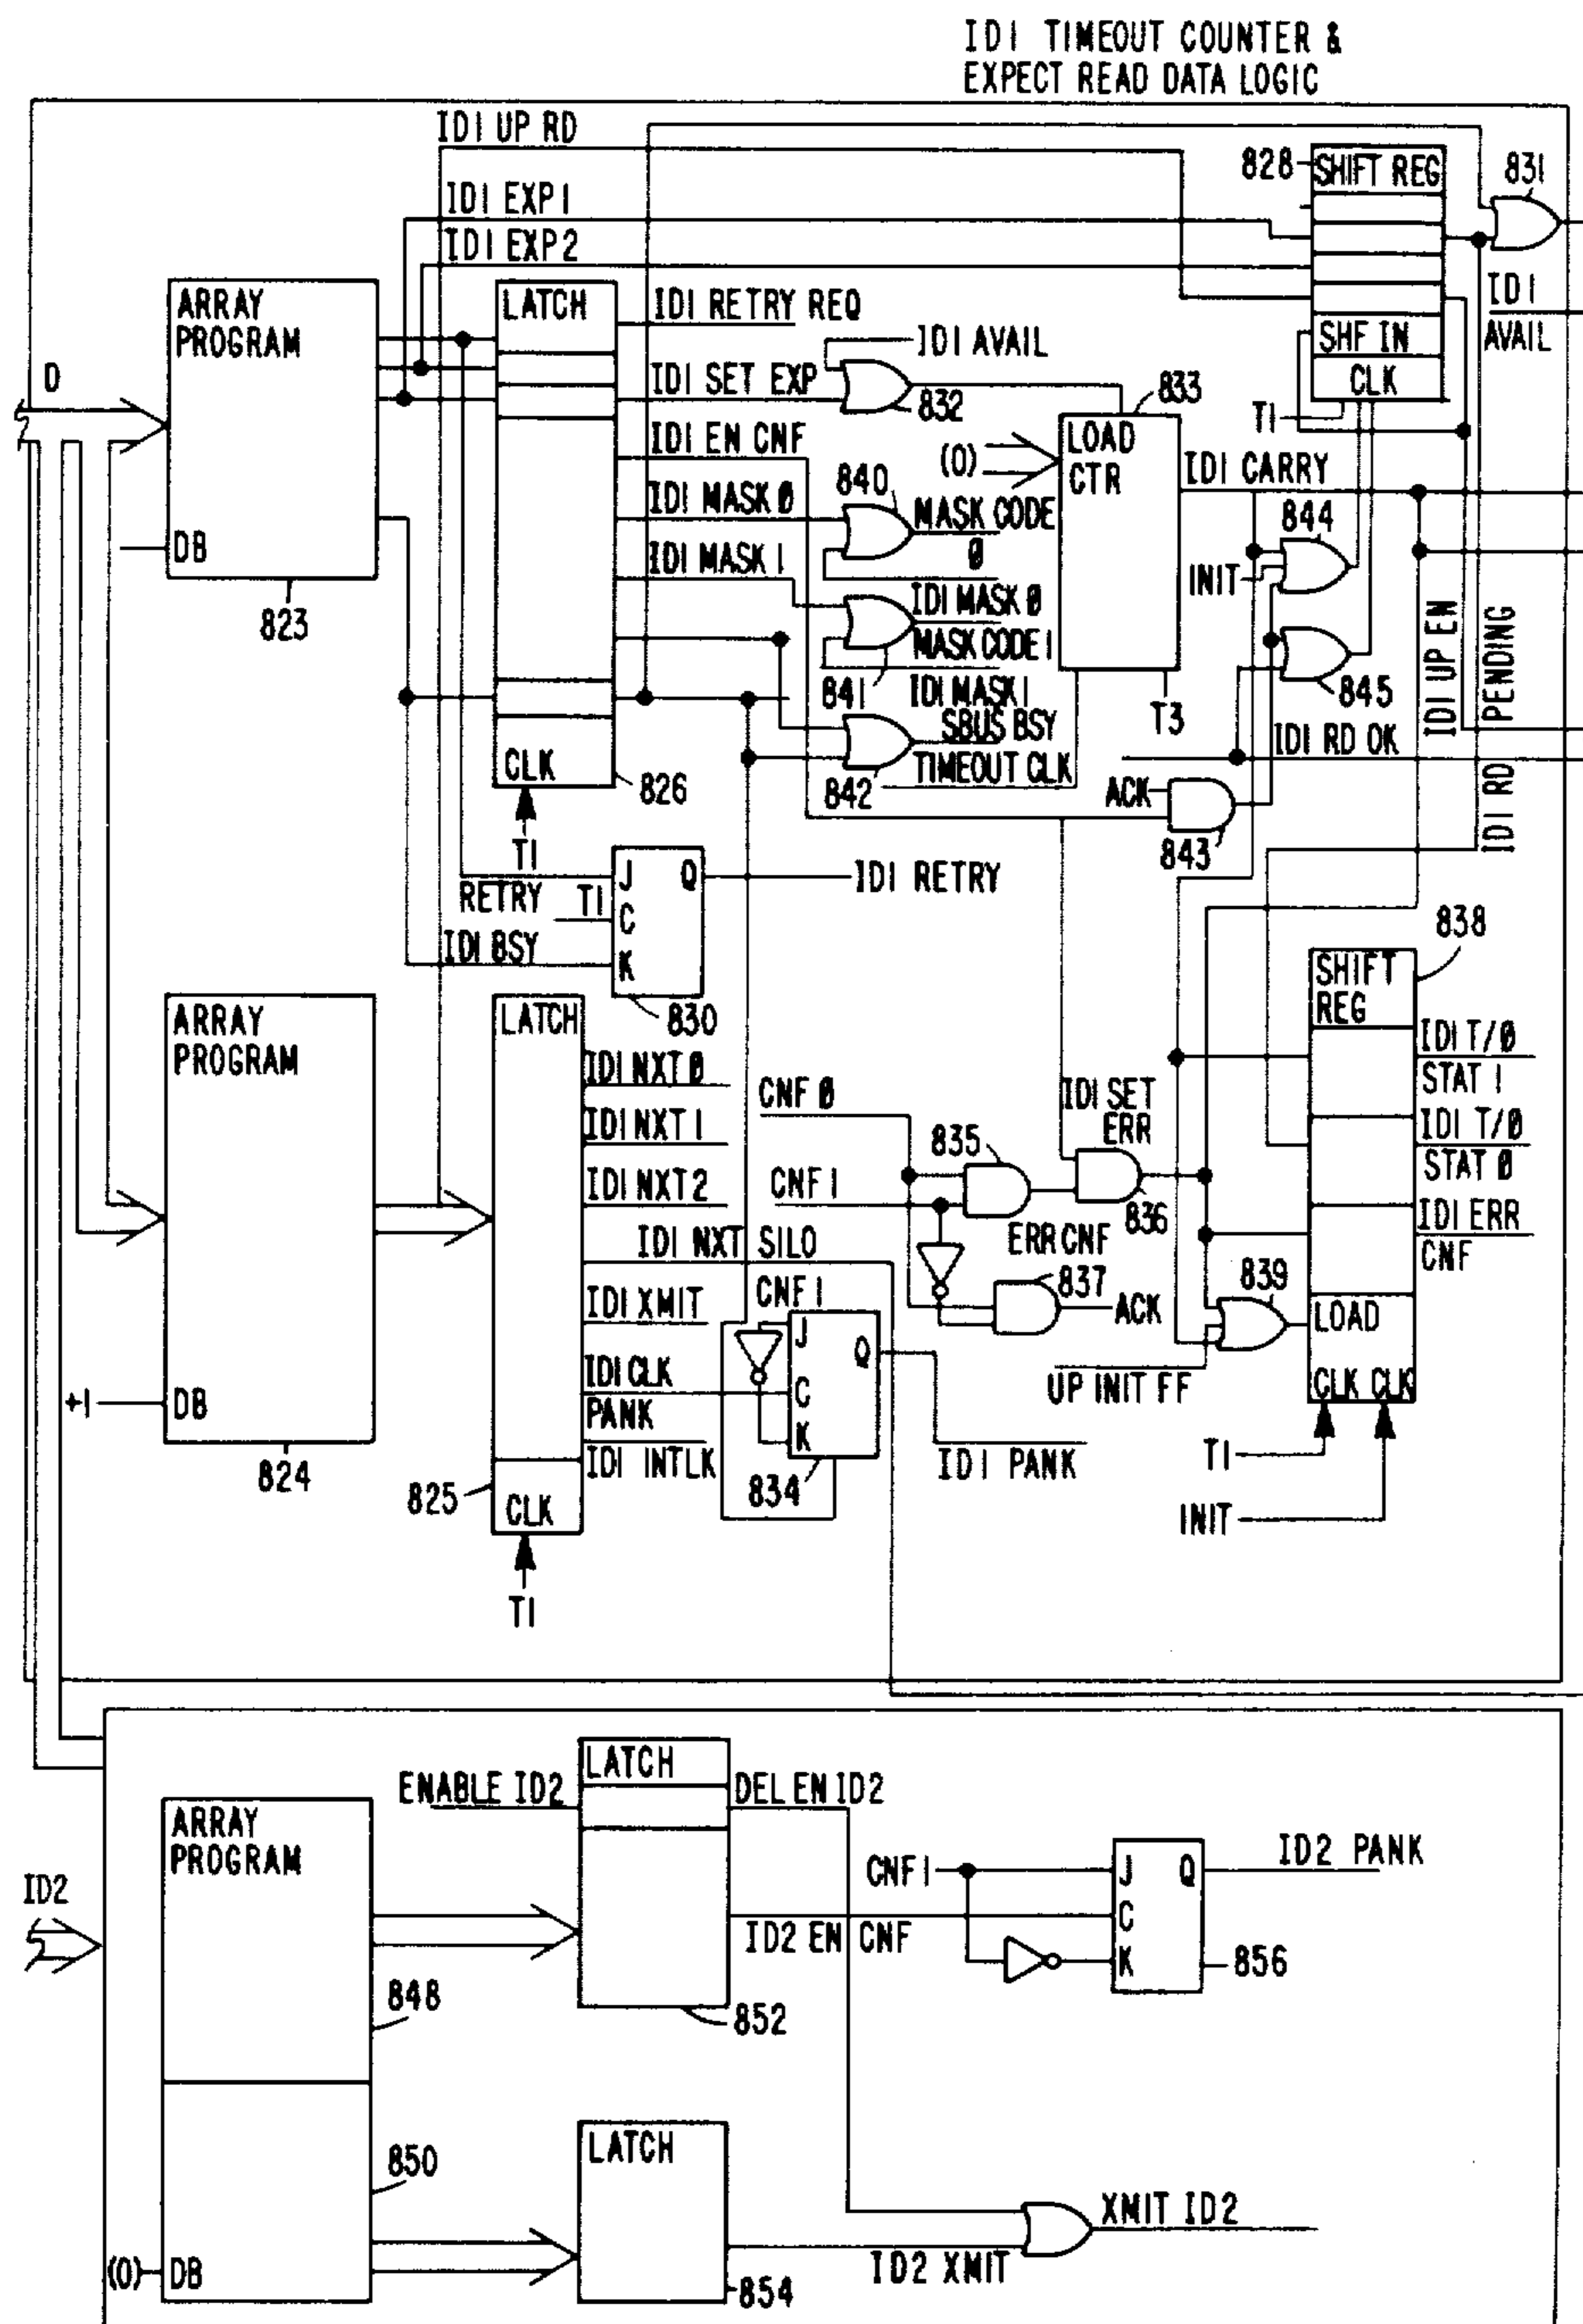 ID1 TIMEOUT COUNTER &
EXPECT READ DATA LOGIC
ID1 UP RD
828
SHIFT REG
831
ID1 EXP1
ID1 EXP2
ARRAY
PROGRAM
LATCH
ID1 RETRY REQ
ID1
AVAIL
ID1 AVAIL
SHF IN
D
ID1 SET EXP
832
833
CLK
T1
ID1 EN CNF
LOAD
CTR
(0)
ID1 CARRY
ID1 MASK 0
840
MASK CODE
0
844
DB
ID1 MASK 1
INIT
823
ID1 MASK 0
MASK CODE 1
841
ID1 MASK 1
845
ID1 UP EN
PENDING
ID1 RD
T3
SBUS BSY
ID1 RD OK
CLK
826
842
TIMEOUT CLK
ACK
843
T1
RETRY
T1
J
Q
C
K
ID1 RETRY
ID1 BSY
830
838
SHIFT
REG
ARRAY
PROGRAM
LATCH
ID1 NXT 0
CNF 0
ID1 SET
ERR
ID1 T/0
STAT 1
ID1 NXT 1
835
ID1 T/0
STAT 0
ID1 NXT 2
CNF 1
836
ID1 NXT SILO
ERR CNF
ID1 ERR
CNF
837
839
ID1 XMIT
CNF 1
J
Q
C
K
ACK
LOAD
ID1 CLK
PANK
UP INIT FF
CLK CLK
+1
DB
ID1 INTLK
ID1 PANK
T1
824
825
834
CLK
INIT
T1
LATCH
ENABLE ID2
DEL EN ID2
ARRAY
PROGRAM
ID2
CNF 1
J
Q
C
K
ID2 PANK
ID2 EN CNF
856
848
852
850
LATCH
XMIT ID2
(0)
DB
ID2 XMIT
854